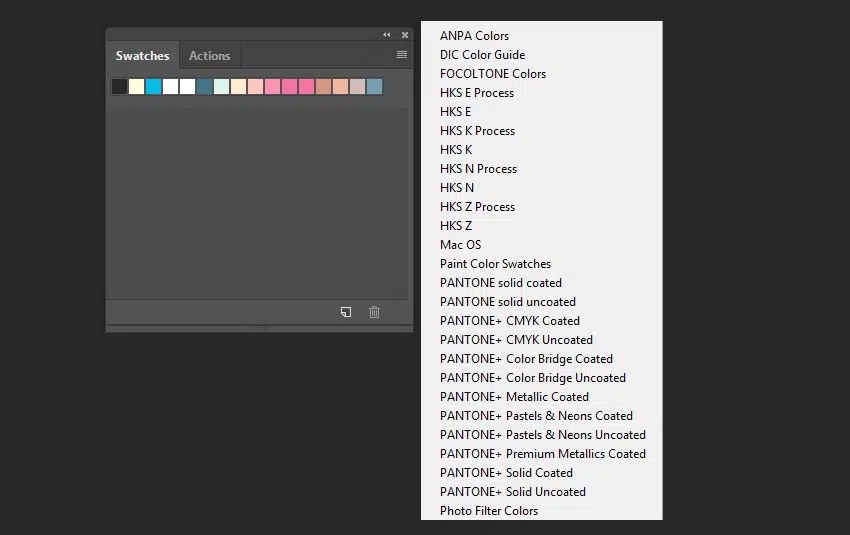 Swatches
Actions
ANPA Colors
DIC Color Guide
FOCOLTONE Colors
HKS E Process
HKS E
HKS K Process
HKS K
HKS N Process
HKS N
HKS Z Process
HKS Z
Mac OS
Paint Color Swatches
PANTONE solid coated
PANTONE solid uncoated
PANTONE+ CMYK Coated
PANTONE+ CMYK Uncoated
PANTONE+ Color Bridge Coated
PANTONE+ Color Bridge Uncoated
PANTONE+ Metallic Coated
PANTONE+ Pastels & Neons Coated
PANTONE+ Pastels & Neons Uncoated
PANTONE+ Premium Metallics Coated
PANTONE+ Solid Coated
PANTONE+ Solid Uncoated
Photo Filter Colors